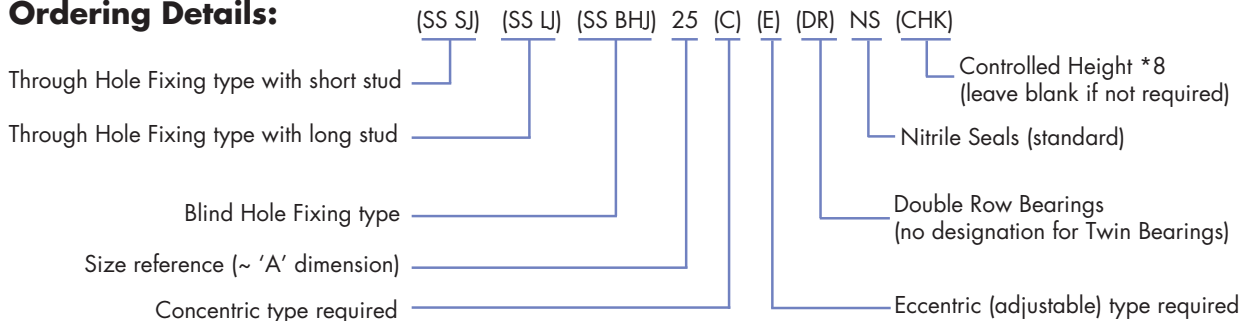 Ordering Details:
(SS SJ) (SS LJ) (SS BHJ) 25 (C) (E) (DR) NS (CHK)
Through Hole Fixing type with short stud
Controlled Height *8
(leave blank if not required)
Through Hole Fixing type with long stud
Nitrile Seals (standard)
Blind Hole Fixing type
Double Row Bearings
(no designation for Twin Bearings)
Size reference (~ ‘A’ dimension)
Concentric type required
Eccentric (adjustable) type required